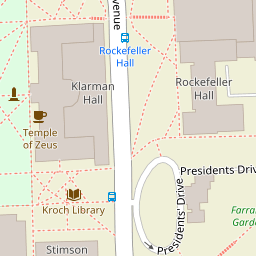 venue
Rockefeller
Hall
Klarman
Hall
Rockefeller
Hall
Temple
of Zeus
Presidents Driv
Kroch Library
Presidents' Drive
Farra
Garde
Stimson